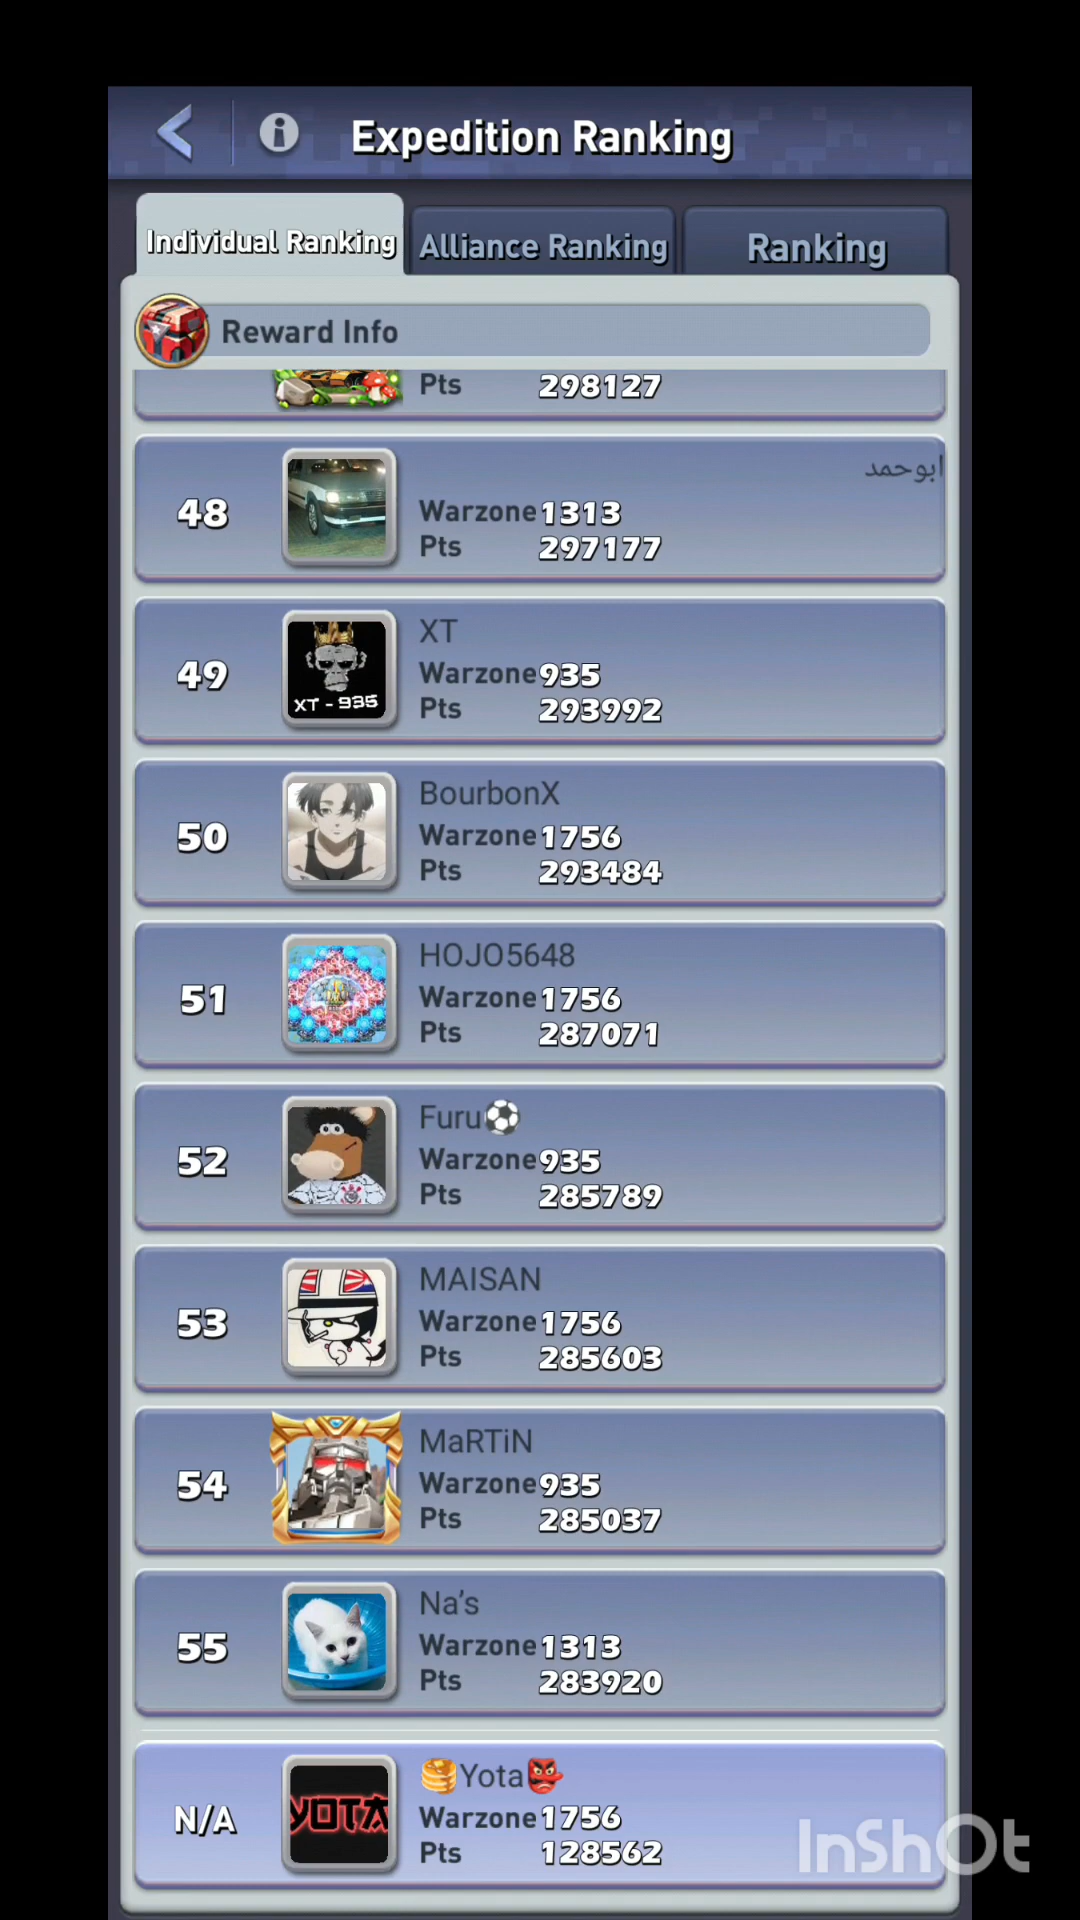 Expedition Ranking
Individual Ranking Alliance Ranking Ranking
Reward Info
Pts 298127
ابوحمد
48
Warzone 1313
Pts 297177
XT
49
Warzone 935
Pts 293992
XT - 935
BourbonX
50
Warzone 1756
Pts 293484
HOJO5648
51
Warzone 1756
Pts 287071
Furu⚽
52
Warzone 935
Pts 285789
MAISAN
53
Warzone 1756
Pts 285603
MaRTiN
54
Warzone 935
Pts 285037
Na's
55
Warzone 1313
Pts 283920
🥞Yota👺
N/A
YOTA
Warzone 1756
Pts 128562
InShOt